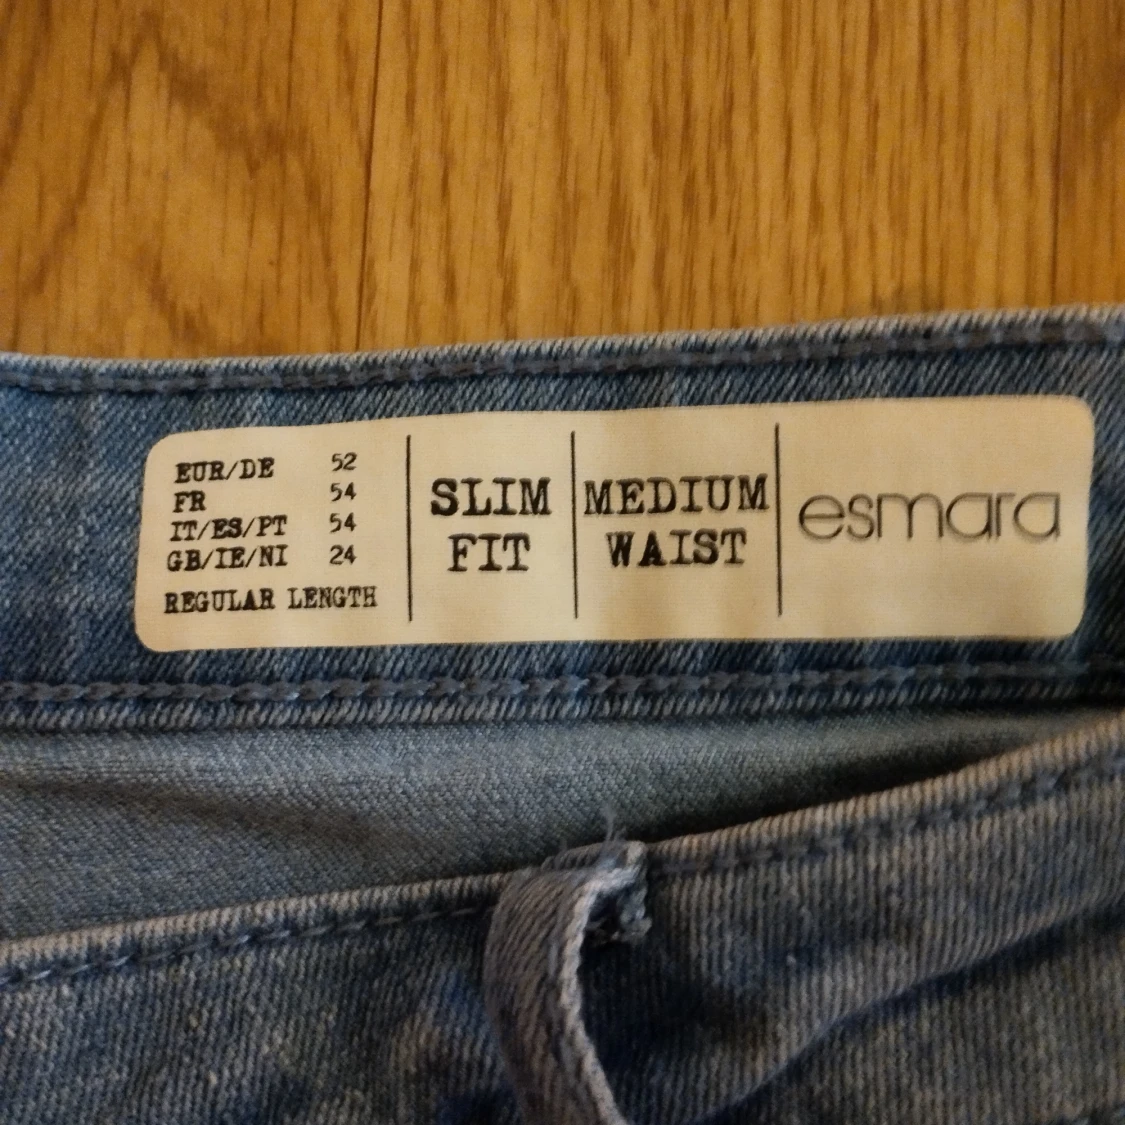 EUR/DE 52
FR 54
IT/ES/PT 54
GB/IE/NI 24
REGULAR LENGTH
SLIM
FIT
MEDIUM
WAIST
esmara